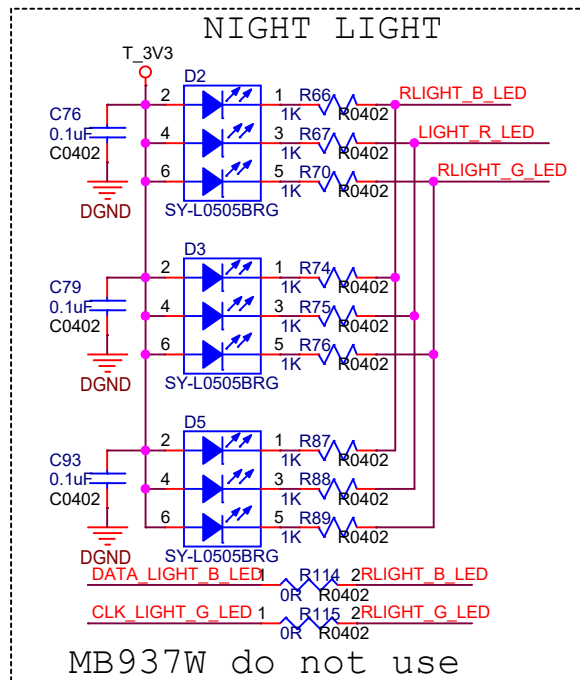 NIGHT LIGHT
T_3V3
D2
2 1 R66 RLIGHT_B_LED
1K R0402
C76
0.1uF
C0402
4 3 R67 LIGHT_R_LED
1K R0402
6 5 R70 RLIGHT_G_LED
1K R0402
DGND
SY-L0505BRG
D3
2 1 R74
1K R0402
C79
0.1uF
C0402
4 3 R75
1K R0402
6 5 R76
1K R0402
DGND
SY-L0505BRG
D5
2 1 R87
1K R0402
C93
0.1uF
C0402
4 3 R88
1K R0402
6 5 R89
1K R0402
DGND
SY-L0505BRG
DATA_LIGHT_B_LED 1 R114 2 RLIGHT_B_LED
0R R0402
CLK_LIGHT_G_LED 1 R115 2 RLIGHT_G_LED
0R R0402
MB937W do not use